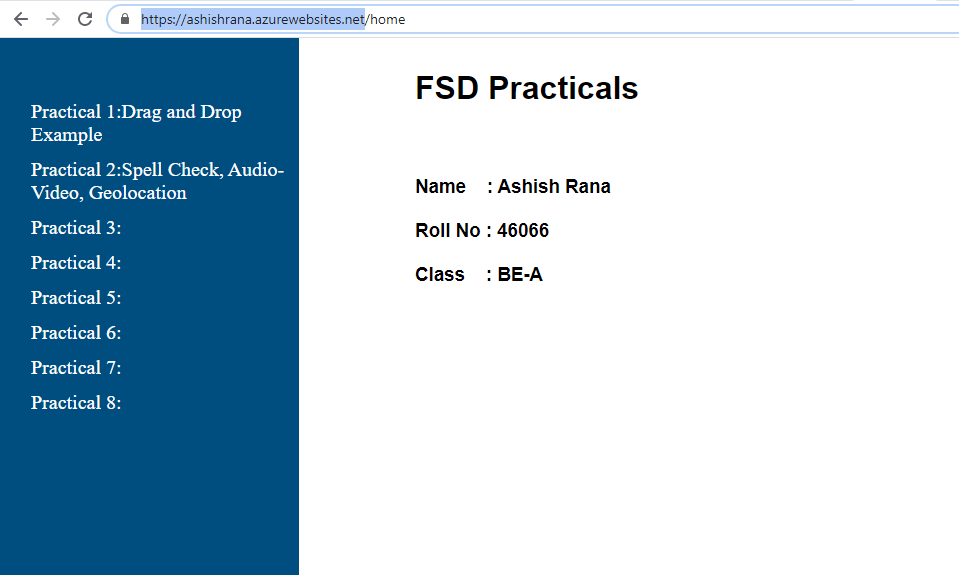 https://ashishrana.azurewebsites.net/home
Practical 1:Drag and Drop
Example
Practical 2:Spell Check, Audio-
Video, Geolocation
Practical 3:
Practical 4:
Practical 5:
Practical 6:
Practical 7:
Practical 8:
FSD Practicals
Name : Ashish Rana
Roll No : 46066
Class : BE-A